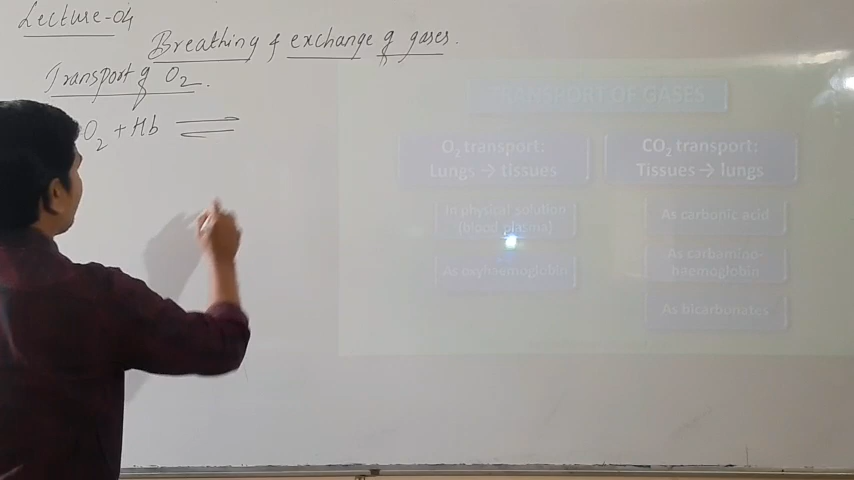 Lecture-04
Breathing & exchange of gases.
Transport of O2.
O2 + Hb ⇌
TRANSPORT OF GASES
O2 transport:
Lungs → tissues
In physical solution
(blood plasma)
As oxyhaemoglobin
CO2 transport:
Tissues → lungs
As carbonic acid
As carbamino-
haemoglobin
As bicarbonates